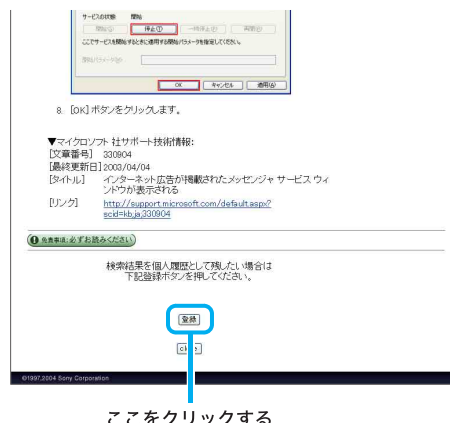 サービスの状態　開始
開始(S) 停止(T) 一時停止(P) 再開(R)
ここでサービスを開始するときに適用する開始パラメータを指定してください。
開始パラメータ(M):
OK キャンセル 適用(A)
8. [OK]ボタンをクリックします。
▼マイクロソフト 社サポート技術情報:
[文章番号] 330904
[最終更新日] 2003/04/04
[タイトル] インターネット広告が掲載されたメッセンジャ サービス ウィ
ンドウが表示される
[リンク] http://support.microsoft.com/default.aspx?
scid=kb;ja;330904
免責事項:必ずお読みください
検索結果を個人履歴として残したい場合は
下記登録ボタンを押してください。
登録
©1997,2004 Sony Corporation
ここをクリックする